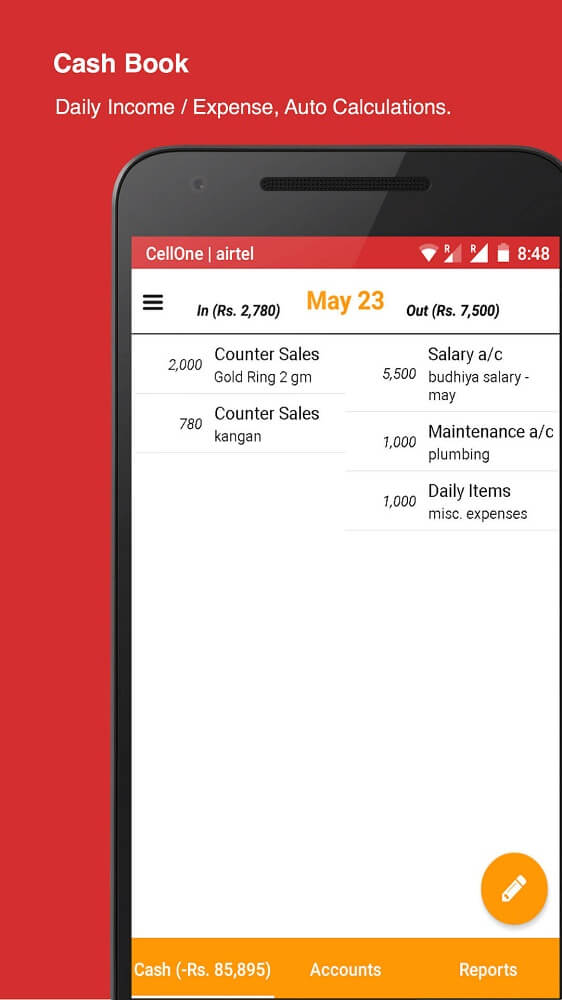 Cash Book
Daily Income / Expense, Auto Calculations.
CellOne | airtel
R
R
8:48
In (Rs. 2,780)
May 23
Out (Rs. 7,500)
2,000
Counter Sales
Gold Ring 2 gm
780
Counter Sales
kangan
5,500
Salary a/c
budhiya salary -
may
1,000
Maintenance a/c
plumbing
1,000
Daily Items
misc. expenses
Cash (-Rs. 85,895)
Accounts
Reports